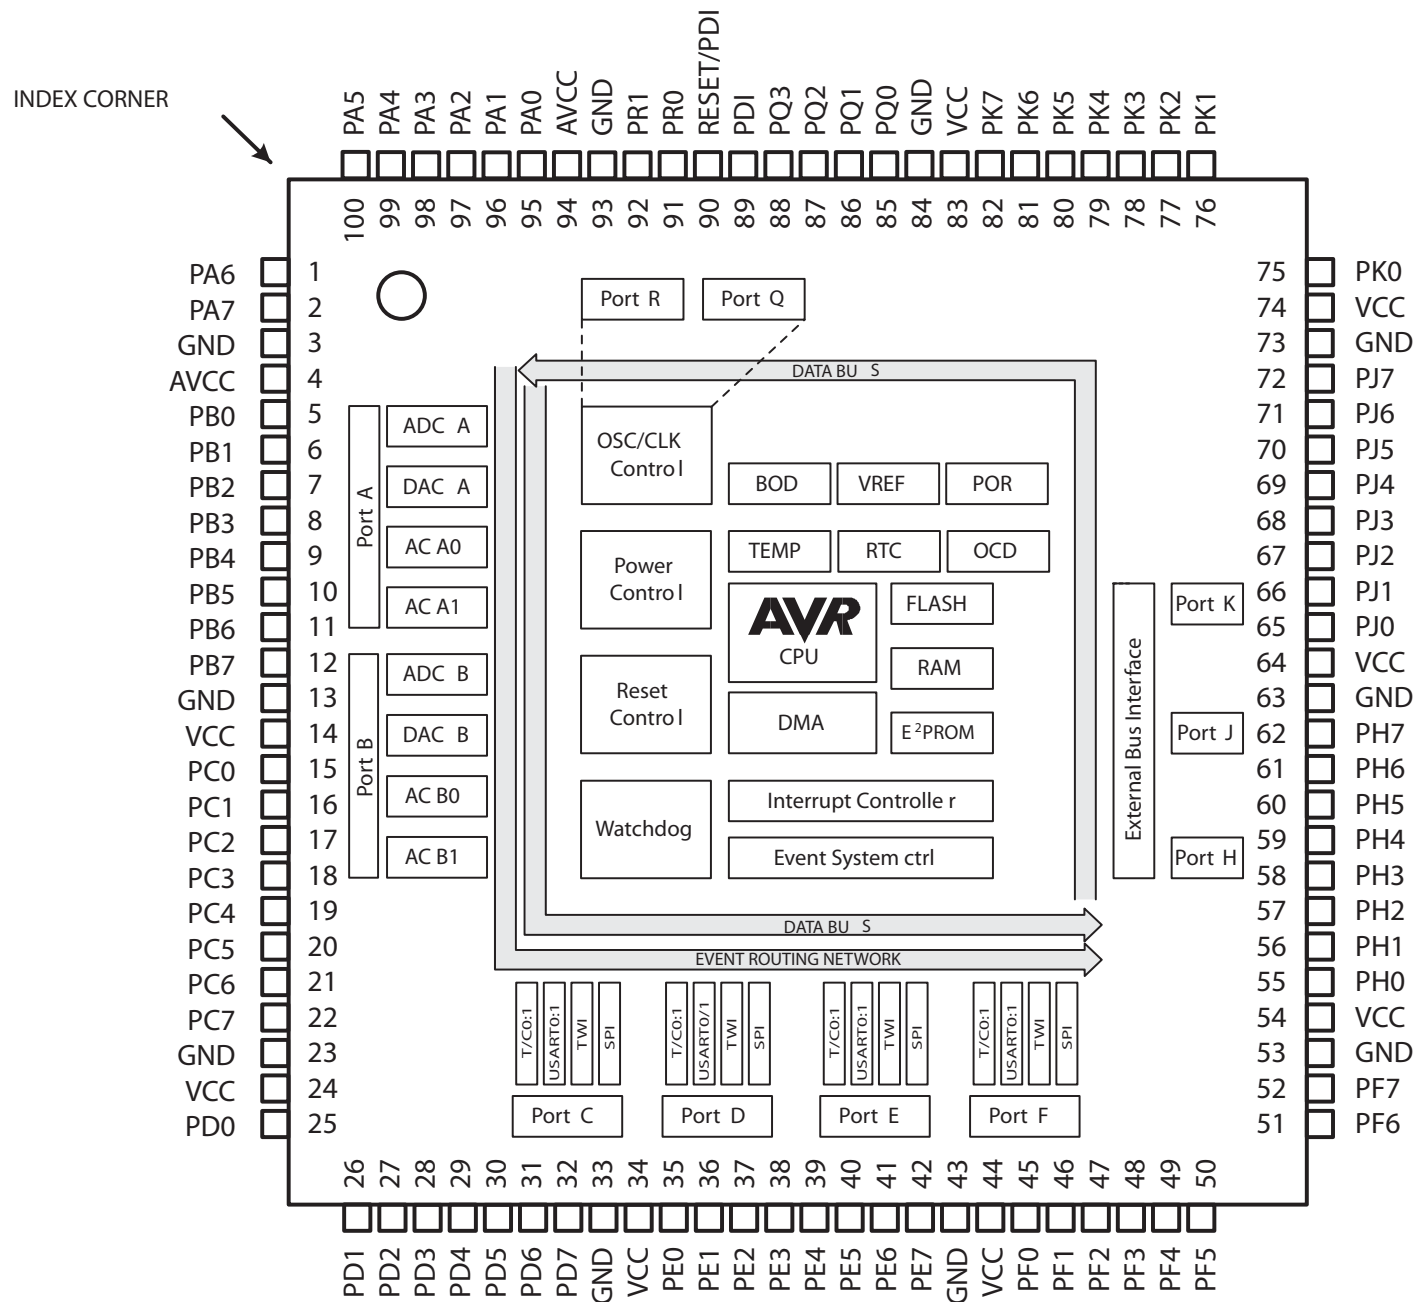 INDEX CORNER
PA5 PA4 PA3 PA2 PA1 PA0 AVCC GND PR1 PR0 RESET/PDI PDI PQ3 PQ2 PQ1 PQ0 GND VCC PK7 PK6 PK5 PK4 PK3 PK2 PK1
100 99 98 97 96 95 94 93 92 91 90 89 88 87 86 85 84 83 82 81 80 79 78 77 76
PA6 1
PA7 2
GND 3
AVCC 4
PB0 5
PB1 6
PB2 7
PB3 8
PB4 9
PB5 10
PB6 11
PB7 12
GND 13
VCC 14
PC0 15
PC1 16
PC2 17
PC3 18
PC4 19
PC5 20
PC6 21
PC7 22
GND 23
VCC 24
PD0 25
Port R
Port Q
DATA BU S
Port A
ADC A
DAC A
AC A0
AC A1
Port B
ADC B
DAC B
AC B0
AC B1
OSC/CLK
Control
Power
Control
Reset
Control
Watchdog
BOD
VREF
POR
TEMP
RTC
OCD
AVR
CPU
FLASH
RAM
DMA
E²PROM
Interrupt Controlle r
Event System ctrl
External Bus Interface
Port K
Port J
Port H
DATA BU S
EVENT ROUTING NETWORK
T/C0:1 USART0:1 TWI SPI
T/C0:1 USART0/1 TWI SPI
T/C0:1 USART0:1 TWI SPI
T/C0:1 USART0:1 TWI SPI
Port C
Port D
Port E
Port F
75 PK0
74 VCC
73 GND
72 PJ7
71 PJ6
70 PJ5
69 PJ4
68 PJ3
67 PJ2
66 PJ1
65 PJ0
64 VCC
63 GND
62 PH7
61 PH6
60 PH5
59 PH4
58 PH3
57 PH2
56 PH1
55 PH0
54 VCC
53 GND
52 PF7
51 PF6
26 27 28 29 30 31 32 33 34 35 36 37 38 39 40 41 42 43 44 45 46 47 48 49 50
PD1 PD2 PD3 PD4 PD5 PD6 PD7 GND VCC PE0 PE1 PE2 PE3 PE4 PE5 PE6 PE7 GND VCC PF0 PF1 PF2 PF3 PF4 PF5